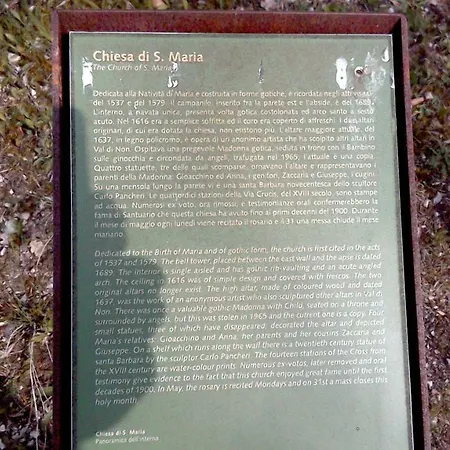 Chiesa di S. Maria
The Church of S. Maria
Dedicata alla Natività di Maria e costruita in forme gotiche, è ricordata negli atti visitali
del 1537 e del 1579. Il campanile, inserito fra la parete est e l'abside, è del 1689.
L'interno, a navata unica, presenta volta gotica costolonata ed arco santo a sesto
acuto. Nel 1616 era a semplice soffitta ed il coro era coperto di affreschi. I due altari
originari, di cui era dotata la chiesa, non esistono più. L'altare maggiore attuale, del
1637, in legno policromo, è opera di un anonimo artista che ha scolpito altri altari in
Val di Non. Ospitava una pregevole Madonna gotica, seduta in trono con il Bambino
sulle ginocchia e circondata da angeli, trafugata nel 1965, l'attuale è una copia.
Quattro statuette, tre delle quali scomparse, ornavano l'altare e rappresentavano i
parenti della Madonna: Gioacchino ed Anna, i genitori, Zaccaria e Giuseppe, i cugini.
Su una mensola lungo la parete vi è una santa Barbara novecentesca dello scultore
Carlo Pancheri. Le quattordici stazioni della Via Crucis, del XVIII secolo, sono stampe
ad acqua. Numerosi ex voto, ora rimossi, e testimonianze orali confermerebbero la
fama di Santuario che questa chiesa ha avuto fino ai primi decenni del 1900. Durante
il mese di maggio ogni lunedì viene recitato il rosario e il 31 una messa chiude il mese
mariano.
Dedicated to the Birth of Maria and of gothic form, the church is first cited in the acts
of 1537 and 1579. The bell tower, placed between the east wall and the apse is dated
1689. The interior is single aisled and has gothic rib vaulting and an acute angled
arch. The ceiling in 1616 was of simple design and covered with frescos. The two
original altars no longer exist. The high altar, made of coloured wood and dated
1637, was the work of an anonymous artist who also sculptured other altars in Val di
Non. There was once a valuable gothic Madonna with Child, seated on a throne and
surrounded by angels, but this was stolen in 1965 and the current one is a copy. Four
small statues, three of which have disappeared, decorated the altar and depicted
Maria's relatives: Gioacchino and Anna, her parents and her cousins Zaccaria and
Giuseppe. On a shelf which runs along the wall there is a twentieth century statue of
santa Barbara by the sculptor Carlo Pancheri. The fourteen stations of the Cross from
the XVIII century are water-colour prints. Numerous ex-votos, later removed and oral
testimony give evidence to the fact that this church enjoyed great fame until the first
decades of 1900. In May, the rosary is recited Mondays and on 31st a mass closes this
holy month.
Chiesa di S. Maria
Panoramica dell'interno